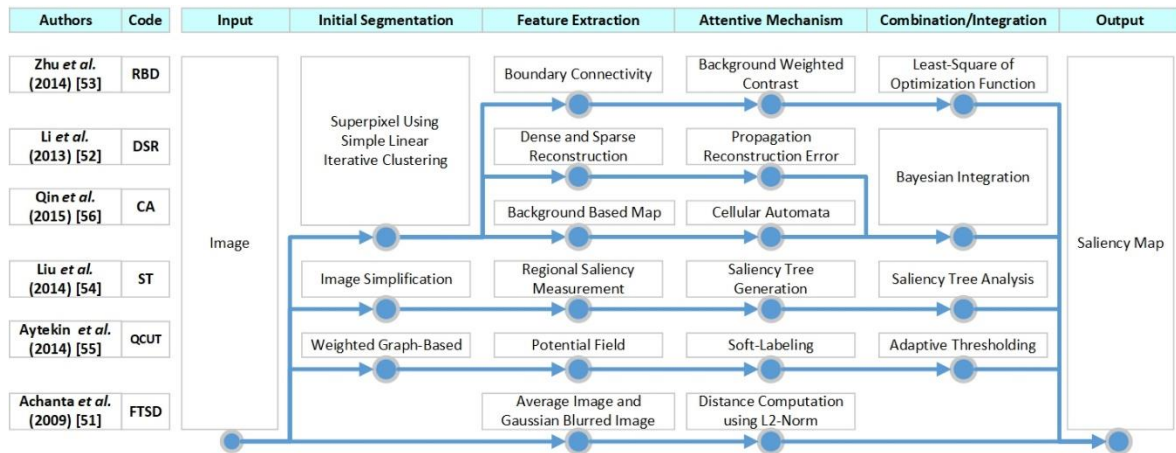 Authors
Code
Input
Initial Segmentation
Feature Extraction
Attentive Mechanism
Combination/Integration
Output
Zhu et al.
(2014) [53]
RBD
Boundary Connectivity
Background Weighted
Contrast
Least-Square of
Optimization Function
Superpixel Using
Simple Linear
Iterative Clustering
Li et al.
(2013) [52]
DSR
Dense and Sparse
Reconstruction
Propagation
Reconstruction Error
Bayesian Integration
Qin et al.
(2015) [56]
CA
Background Based Map
Cellular Automata
Image
Saliency Map
Liu et al.
(2014) [54]
ST
Image Simplification
Regional Saliency
Measurement
Saliency Tree
Generation
Saliency Tree Analysis
Aytekin et al.
(2014) [55]
QCUT
Weighted Graph-Based
Potential Field
Soft-Labeling
Adaptive Thresholding
Achanta et al.
(2009) [51]
FTSD
Average Image and
Gaussian Blurred Image
Distance Computation
using L2-Norm